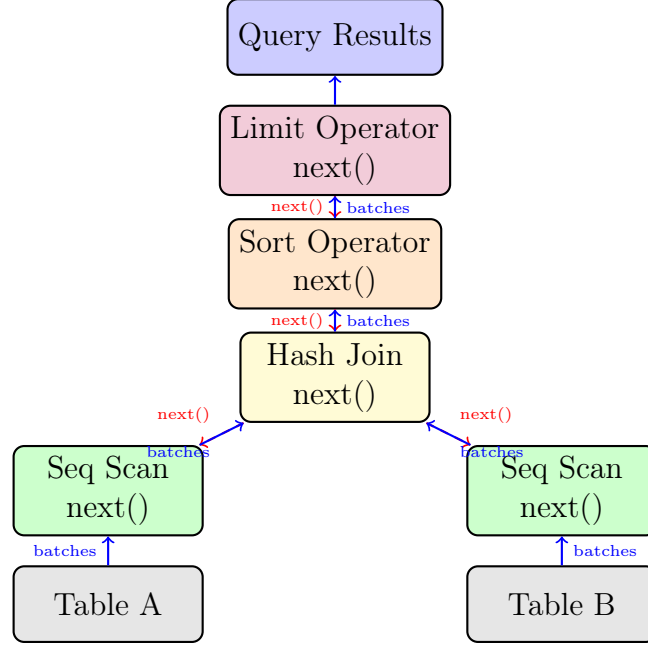 Query Results
Limit Operator
next()
next() batches
Sort Operator
next()
next() batches
Hash Join
next()
next() next()
batches batches
Seq Scan Seq Scan
next() next()
batches batches
Table A Table B